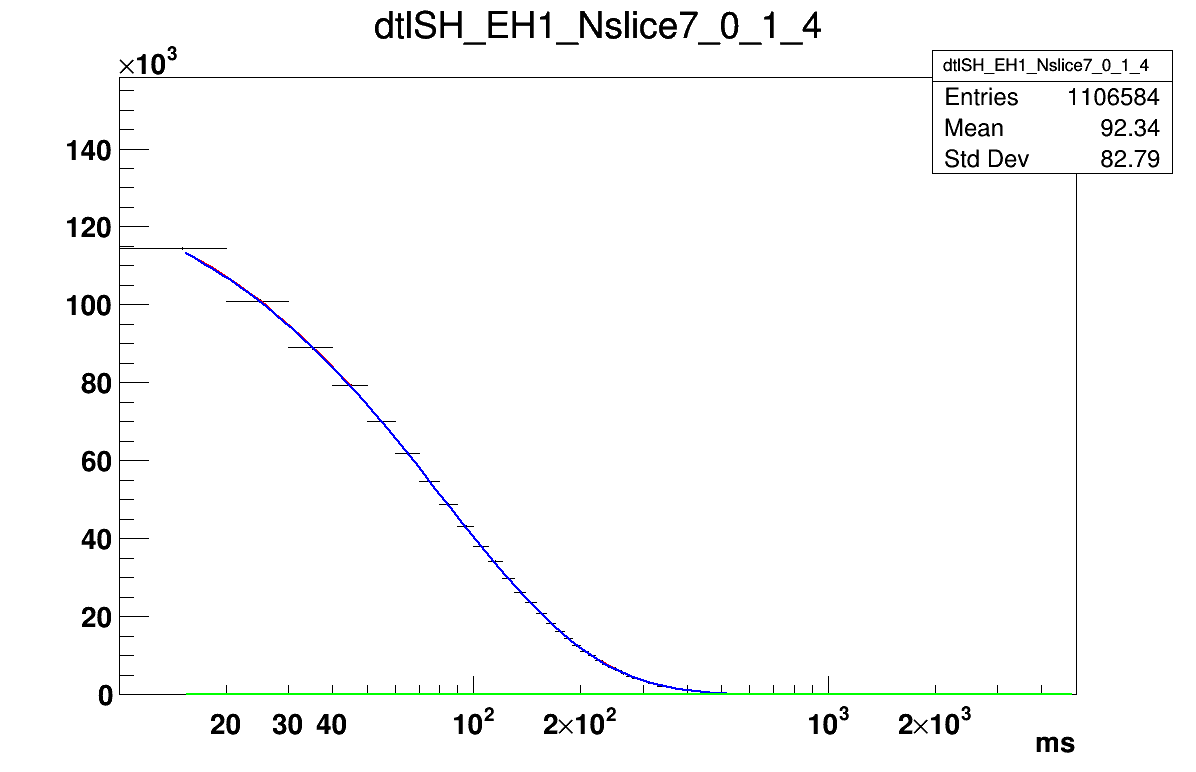 dtlSH_EH1_Nslice7_0_1_4
×10³
dtlSH_EH1_Nslice7_0_1_4
Entries 1106584
Mean 92.34
Std Dev 82.79
140
120
100
80
60
40
20
0
20 30 40 10² 2×10² 10³ 2×10³
ms